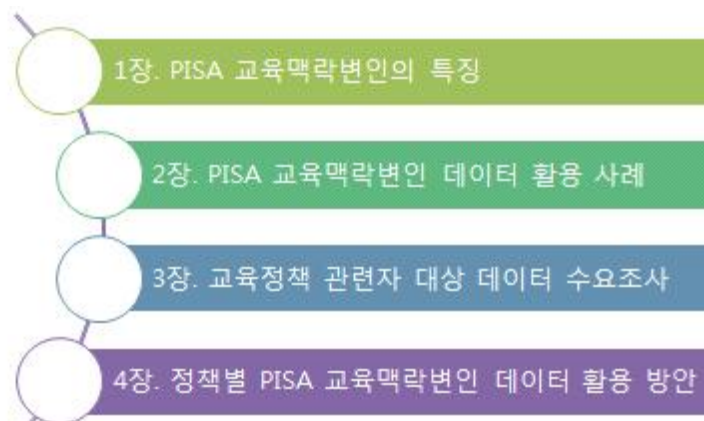 1장. PISA 교육맥락변인의 특징
2장. PISA 교육맥락변인 데이터 활용 사례
3장. 교육정책 관련자 대상 데이터 수요조사
4장. 정책별 PISA 교육맥락변인 데이터 활용 방안